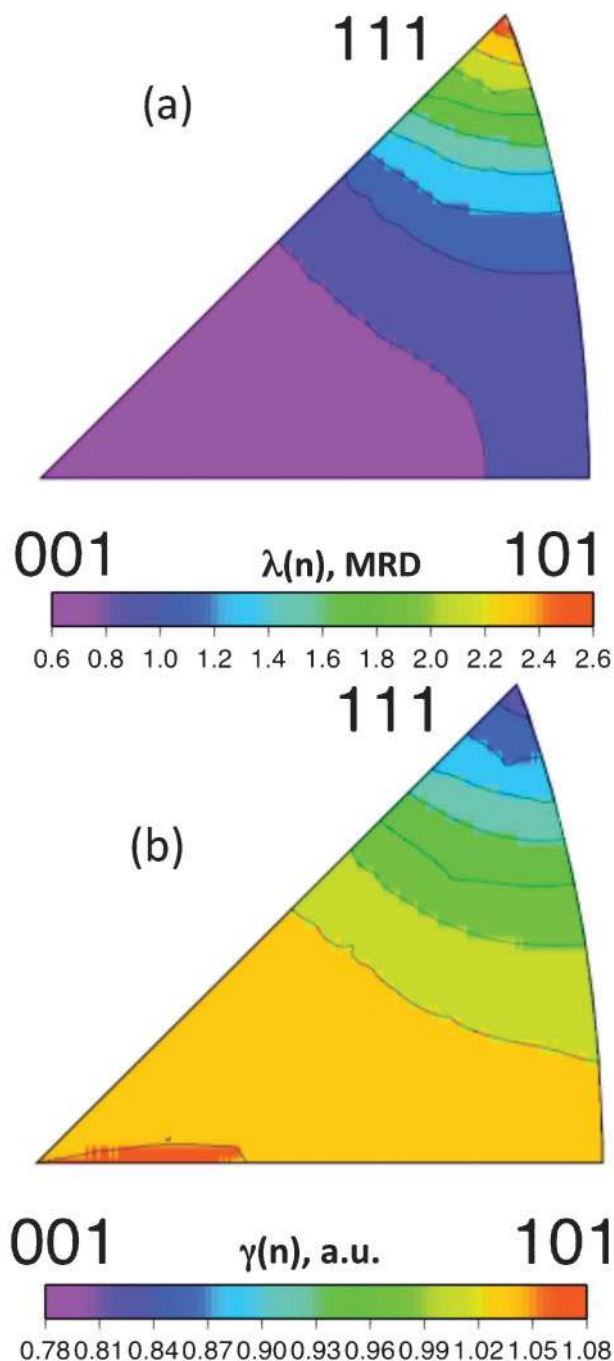 111
(a)
001 λ(n), MRD 101
0.6 0.8 1.0 1.2 1.4 1.6 1.8 2.0 2.2 2.4 2.6
111
(b)
001 γ(n), a.u. 101
0.78 0.81 0.84 0.87 0.90 0.93 0.96 0.99 1.02 1.05 1.08